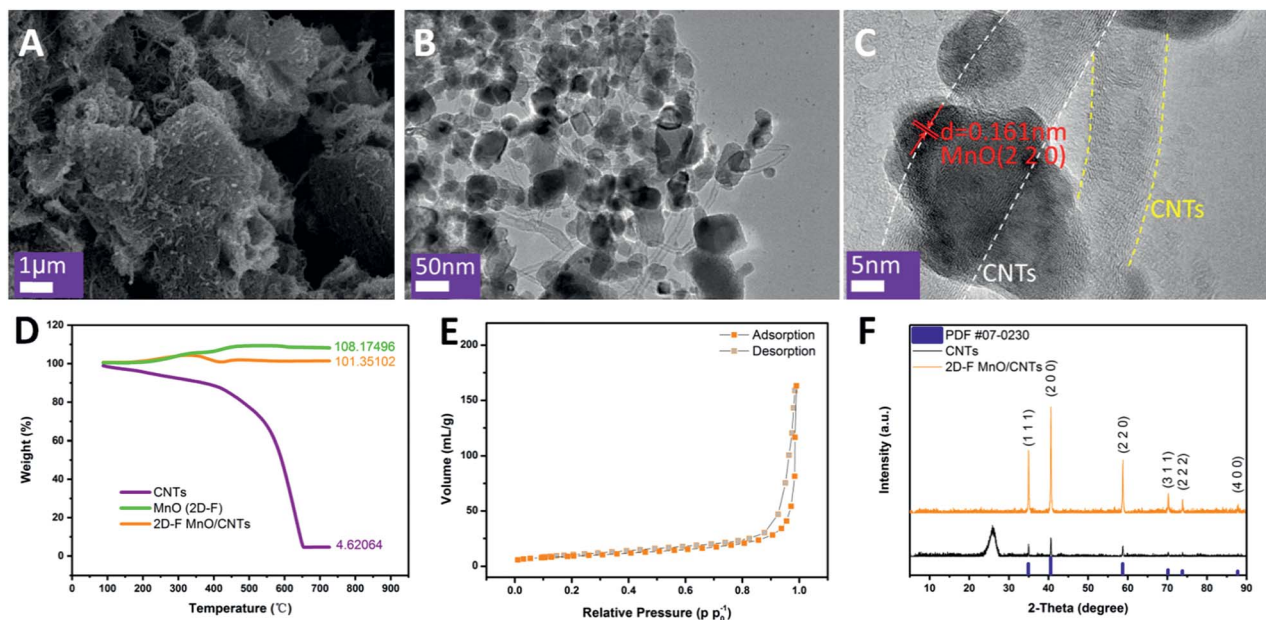 A
1μm
B
50nm
C
d=0.161nm
MnO(2 2 0)
CNTs
CNTs
5nm
D
120
100
80
60
40
20
0
Weight (%)
108.17496
101.35102
CNTs
MnO (2D-F)
2D-F MnO/CNTs
4.62064
0 100 200 300 400 500 600 700 800 900
Temperature (℃)
E
200
150
100
50
0
Volume (mL/g)
Adsorption
Desorption
0.0 0.2 0.4 0.6 0.8 1.0
Relative Pressure (p p₀⁻¹)
F
Intensity (a.u.)
PDF #07-0230
CNTs
2D-F MnO/CNTs
(1 1 1)
(2 0 0)
(2 2 0)
(3 1 1)
(2 2 2)
(4 0 0)
10 20 30 40 50 60 70 80 90
2-Theta (degree)